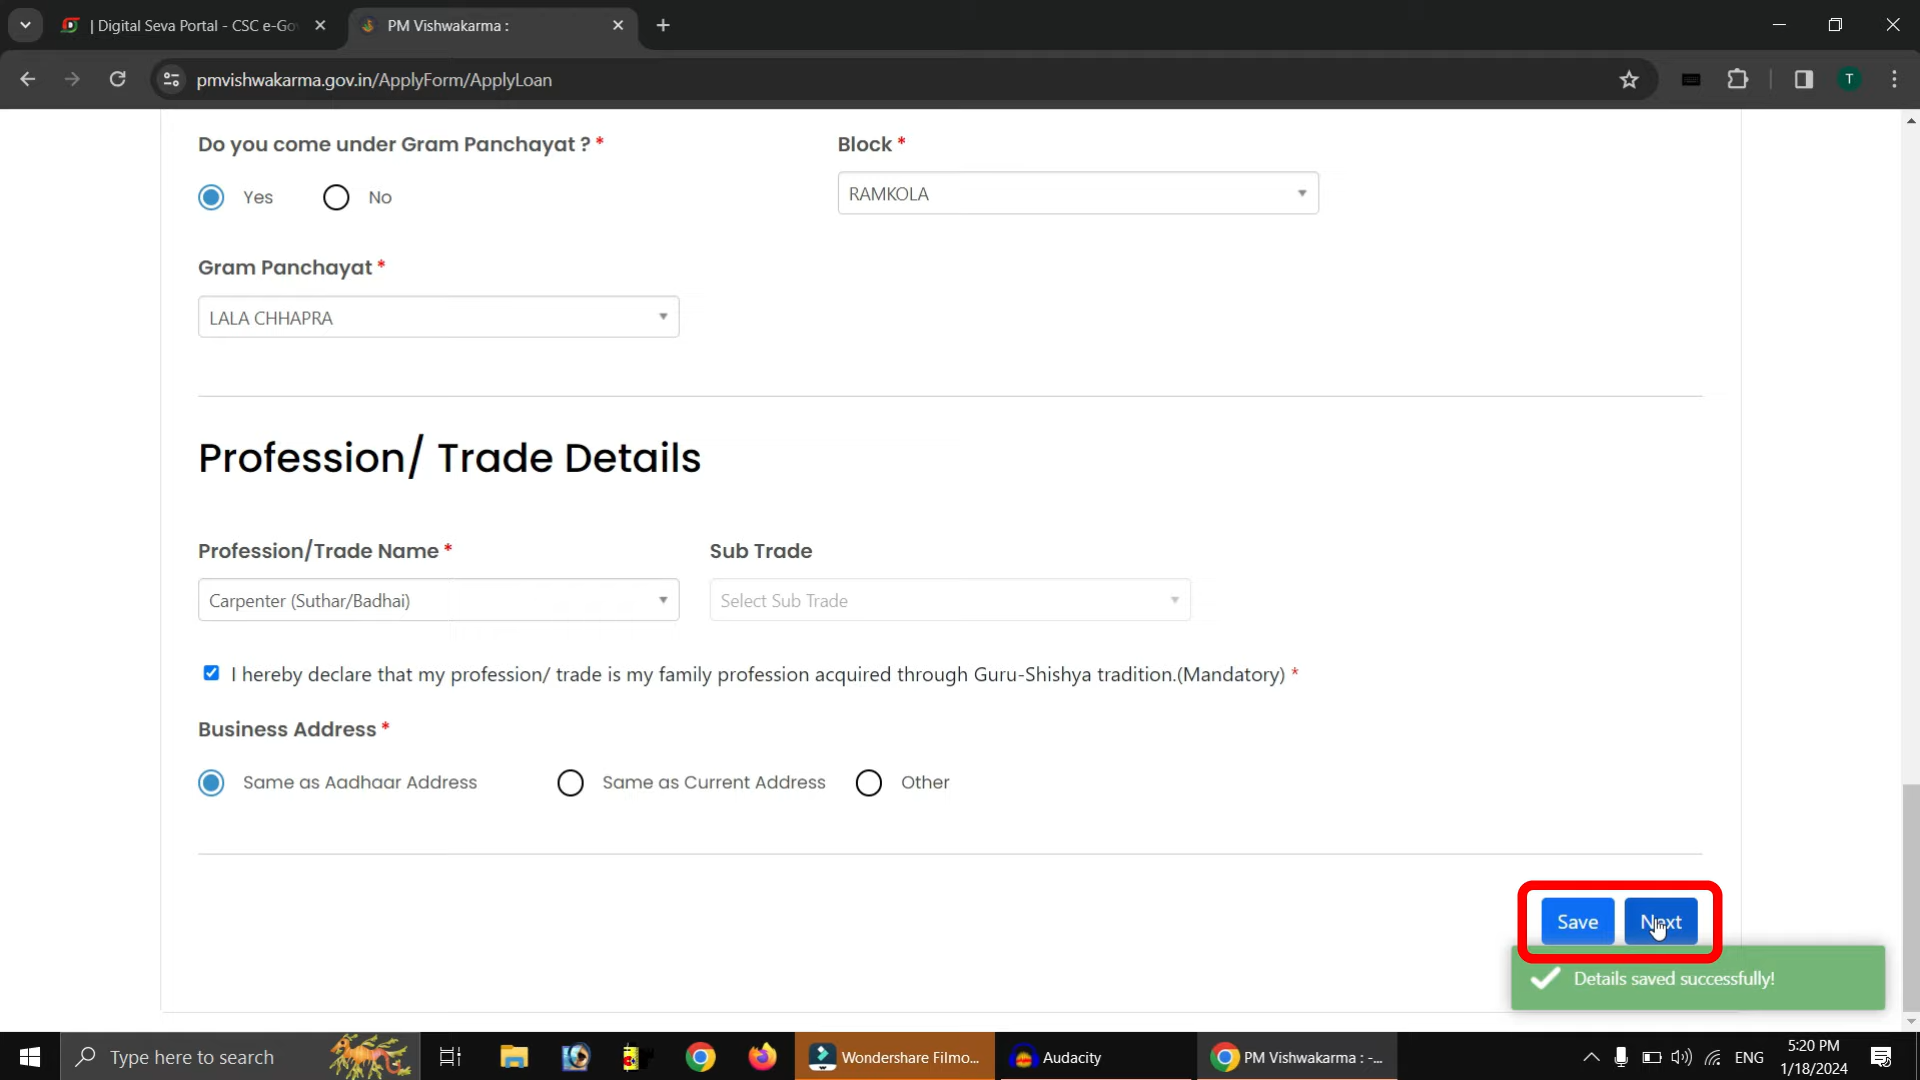 | Digital Seva Portal - CSC e-Go
PM Vishwakarma :
pmvishwakarma.gov.in/ApplyForm/ApplyLoan
T
Do you come under Gram Panchayat ? *
Block *
Yes No
RAMKOLA
Gram Panchayat *
LALA CHHAPRA
Profession/ Trade Details
Profession/Trade Name *
Sub Trade
Carpenter (Suthar/Badhai)
Select Sub Trade
I hereby declare that my profession/ trade is my family profession acquired through Guru-Shishya tradition.(Mandatory) *
Business Address *
Same as Aadhaar Address Same as Current Address Other
Save Next
Details saved successfully!
Type here to search
Wondershare Filmo...
Audacity
PM Vishwakarma : -...
ENG
5:20 PM
1/18/2024